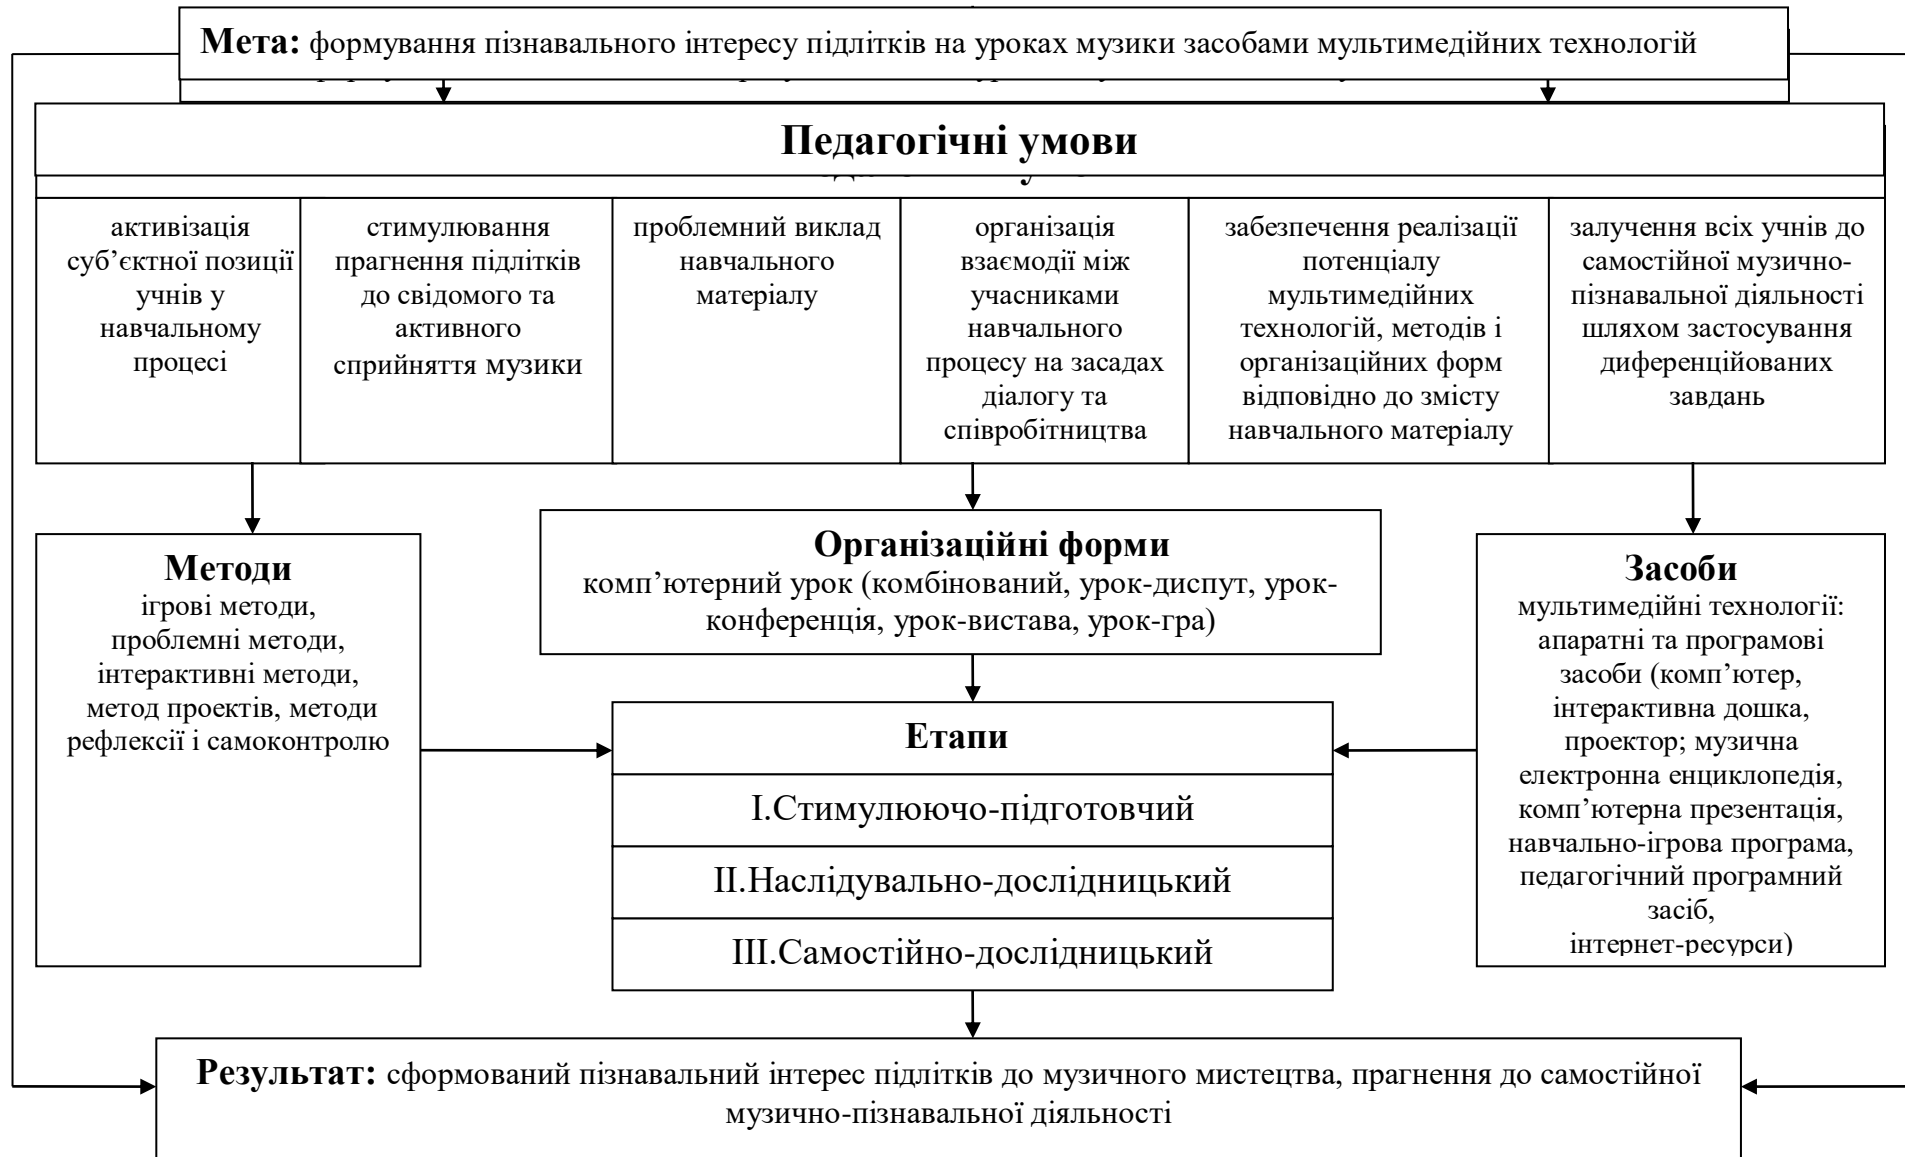 Мета: формування пізнавального інтересу підлітків на уроках музики засобами мультимедійних технологій
Педагогічні умови
активізація
суб’єктної позиції
учнів у
навчальному
процесі
стимулювання
прагнення підлітків
до свідомого та
активного
сприйняття музики
проблемний виклад
навчального
матеріалу
організація
взаємодії між
учасниками
навчального
процесу на засадах
діалогу та
співробітництва
забезпечення реалізації
потенціалу
мультимедійних
технологій, методів і
організаційних форм
відповідно до змісту
навчального матеріалу
залучення всіх учнів до
самостійної музично-
пізнавальної діяльності
шляхом застосування
диференційованих
завдань
Методи
ігрові методи,
проблемні методи,
інтерактивні методи,
метод проектів, методи
рефлексії і самоконтролю
Організаційні форми
комп’ютерний урок (комбінований, урок-диспут, урок-
конференція, урок-вистава, урок-гра)
Засоби
мультимедійні технології:
апаратні та програмові
засоби (комп’ютер,
інтерактивна дошка,
проектор; музична
електронна енциклопедія,
комп’ютерна презентація,
навчально-ігрова програма,
педагогічний програмний
засіб,
інтернет-ресурси)
Етапи
I.Стимулюючо-підготовчий
II.Наслідувально-дослідницький
III.Самостійно-дослідницький
Результат: сформований пізнавальний інтерес підлітків до музичного мистецтва, прагнення до самостійної
музично-пізнавальної діяльності